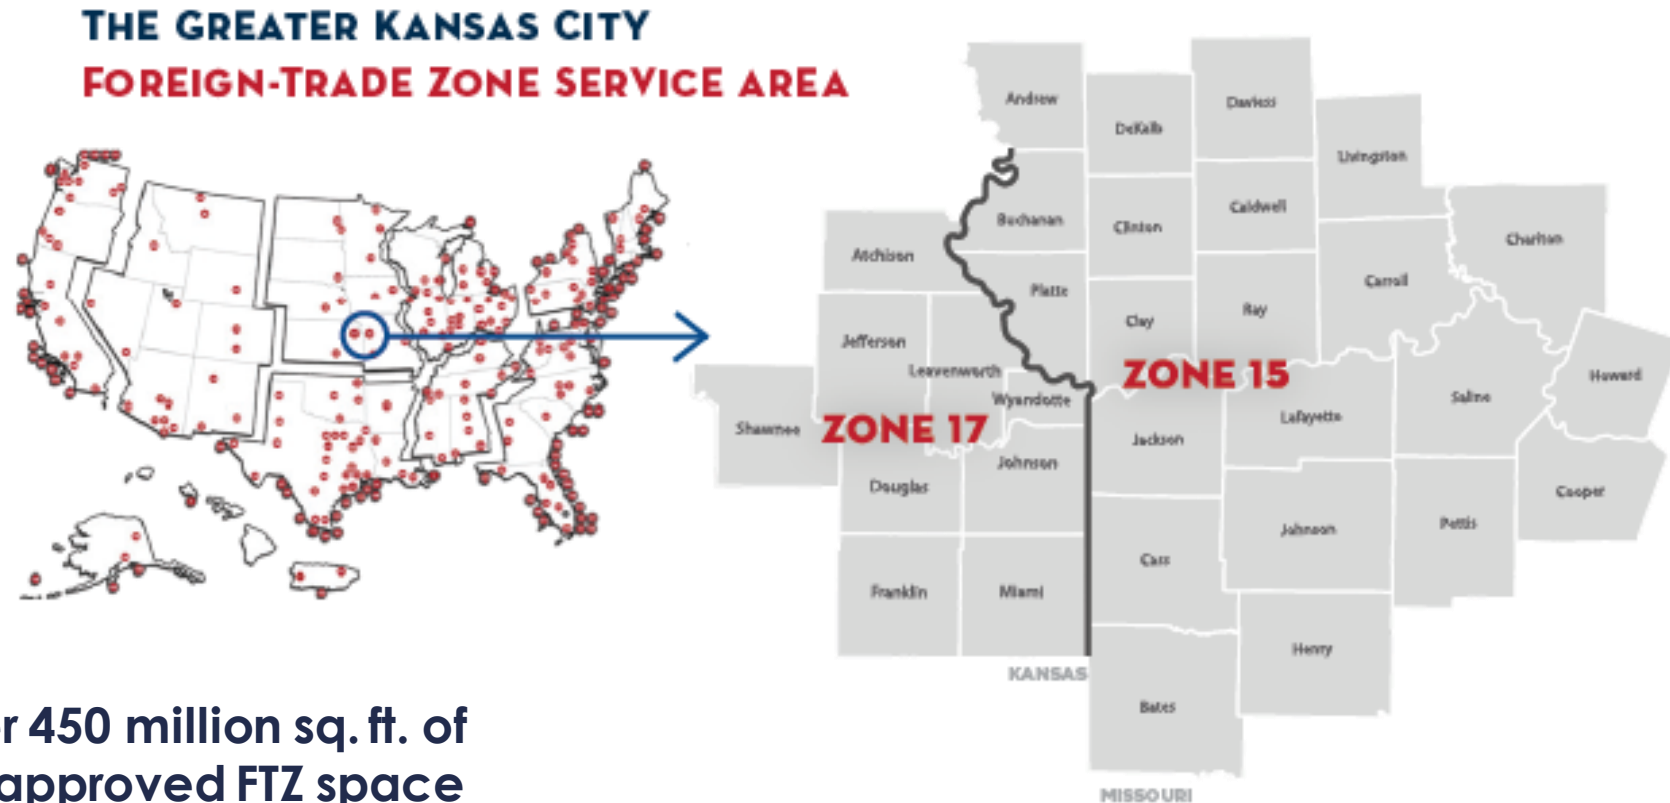 THE GREATER KANSAS CITY
FOREIGN-TRADE ZONE SERVICE AREA
Andrew
DeKalb
Daviess
Livingston
Buchanan
Clinton
Caldwell
Chariton
Atchison
Platte
Carroll
Jefferson
Clay
Ray
Leavenworth
ZONE 15
Wyandotte
Howard
Shawnee
ZONE 17
Jackson
Lafayette
Saline
Johnson
Douglas
Cooper
Johnson
Pettis
Cass
Franklin
Miami
Henry
KANSAS
Bates
MISSOURI
r 450 million sq. ft. of
approved FTZ space